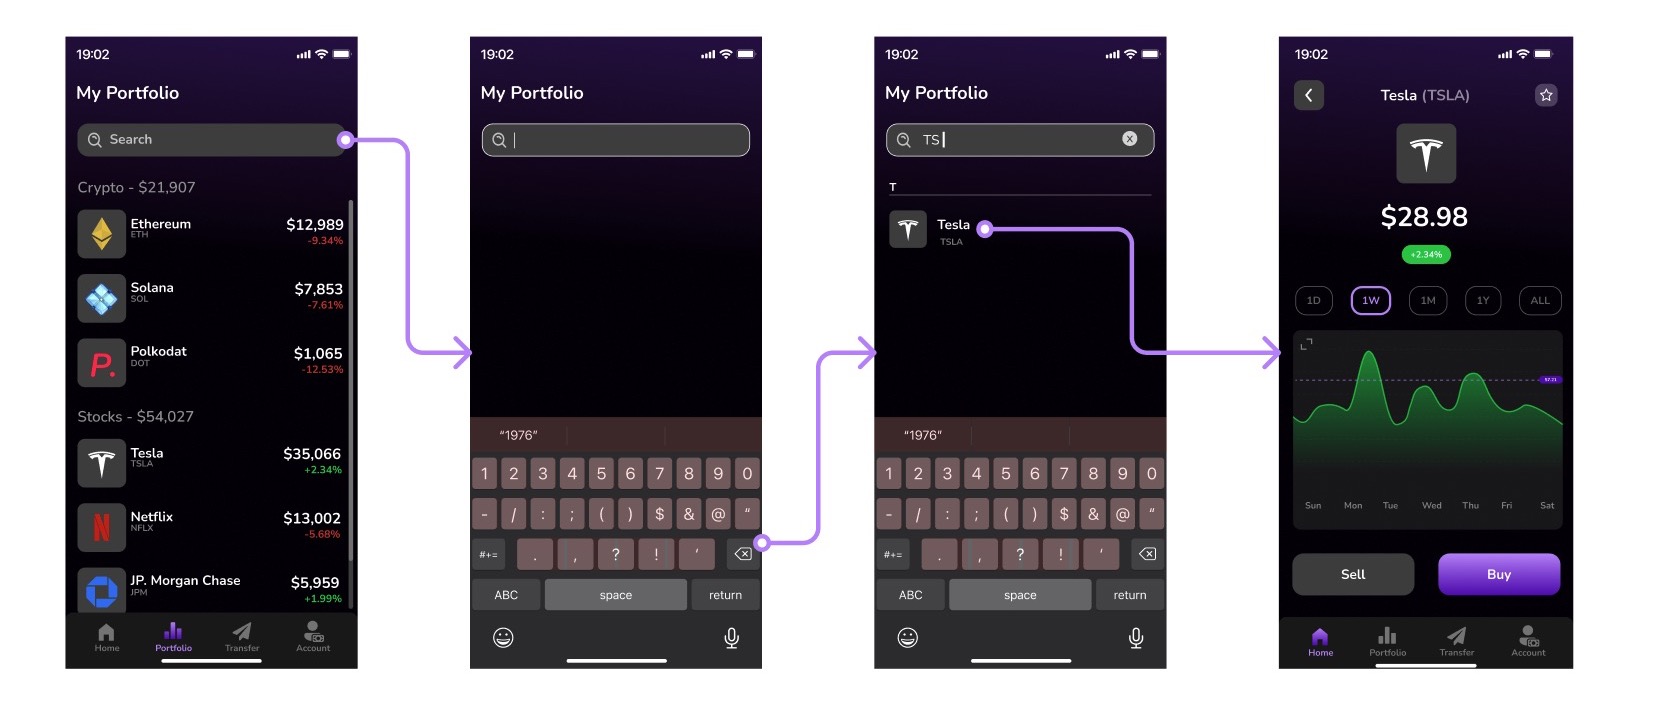 19:02
My Portfolio
Search
Crypto - $21,907
Ethereum $12,989
ETH -9.34%
Solana $7,853
SOL -7.61%
Polkodat $1,065
DOT -12.53%
Stocks - $54,027
Tesla $35,066
TSLA +2.34%
Netflix $13,002
NFLX -5.68%
JP. Morgan Chase $5,959
JPM +1.99%
Home Portfolio Transfer Account
19:02
My Portfolio
“1976”
1 2 3 4 5 6 7 8 9 0
- / : ; ( ) $ & @ “
#+= . , ? ! ‘
ABC space return
19:02
My Portfolio
TS
T
Tesla
TSLA
“1976”
1 2 3 4 5 6 7 8 9 0
- / : ; ( ) $ & @ “
#+= . , ? ! ‘
ABC space return
19:02
Tesla (TSLA)
$28.98
+2.34%
1D 1W 1M 1Y ALL
Sun Mon Tue Wed Thu Fri Sat
Sell Buy
Home Portfolio Transfer Account